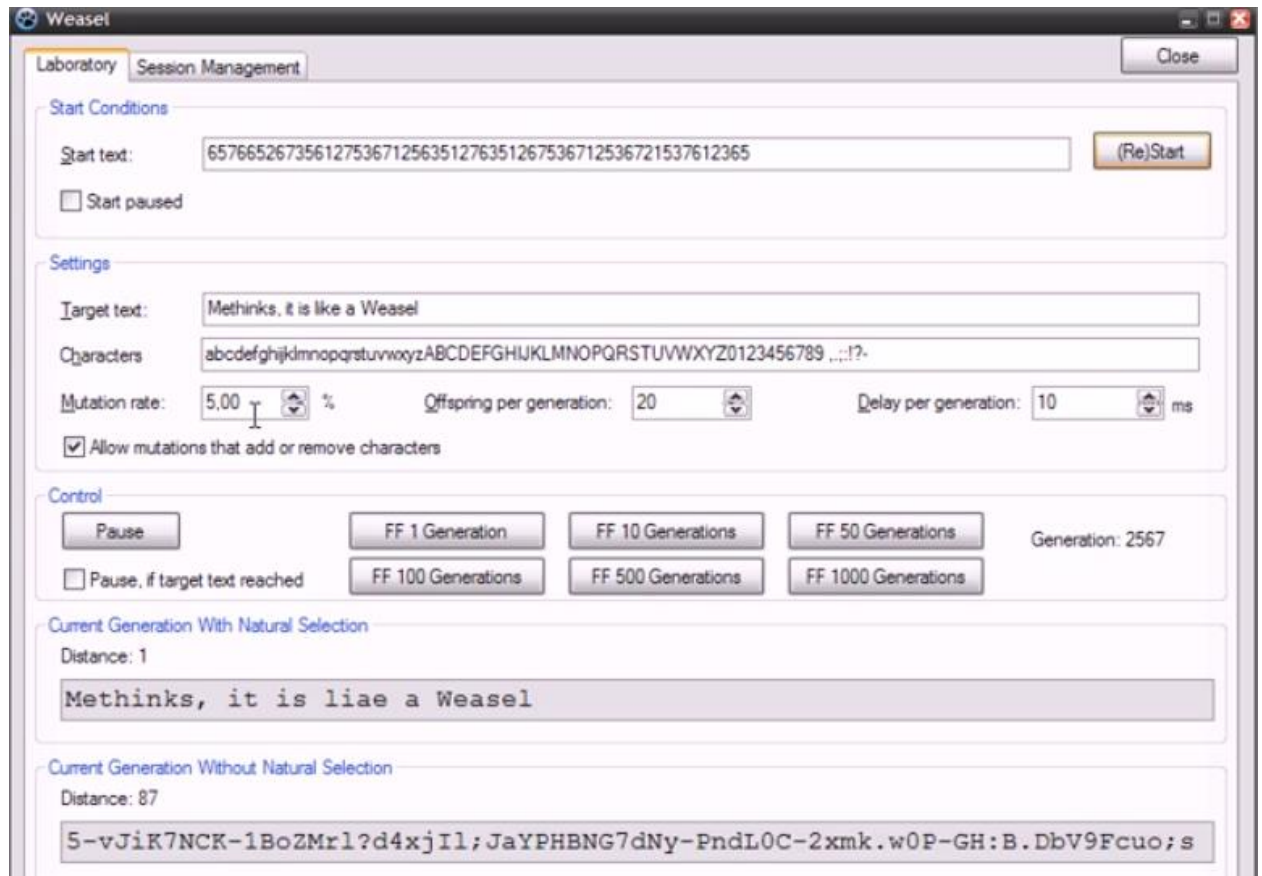 Weasel
Laboratory Session Management Close
Start Conditions
Start text: 657665267356127536712563512763512675367125367215376​12365 (Re)Start
Start paused
Settings
Target text: Methinks, it is like a Weasel
Characters abcdefghijklmnopqrstuvwxyzABCDEFGHIJKLMNOPQRSTUVWXYZ0123456789 ,.;:!?-
Mutation rate: 5,00 % Offspring per generation: 20 Delay per generation: 10 ms
Allow mutations that add or remove characters
Control
Pause FF 1 Generation FF 10 Generations FF 50 Generations Generation: 2567
Pause, if target text reached FF 100 Generations FF 500 Generations FF 1000 Generations
Current Generation With Natural Selection
Distance: 1
Methinks, it is liae a Weasel
Current Generation Without Natural Selection
Distance: 87
5-vJiK7NCK-1BoZMrl?d4xjIl;JaYPHBNG7dNy-PndL0C-2xmk.w0P-GH:B.DbV9Fcuo;s